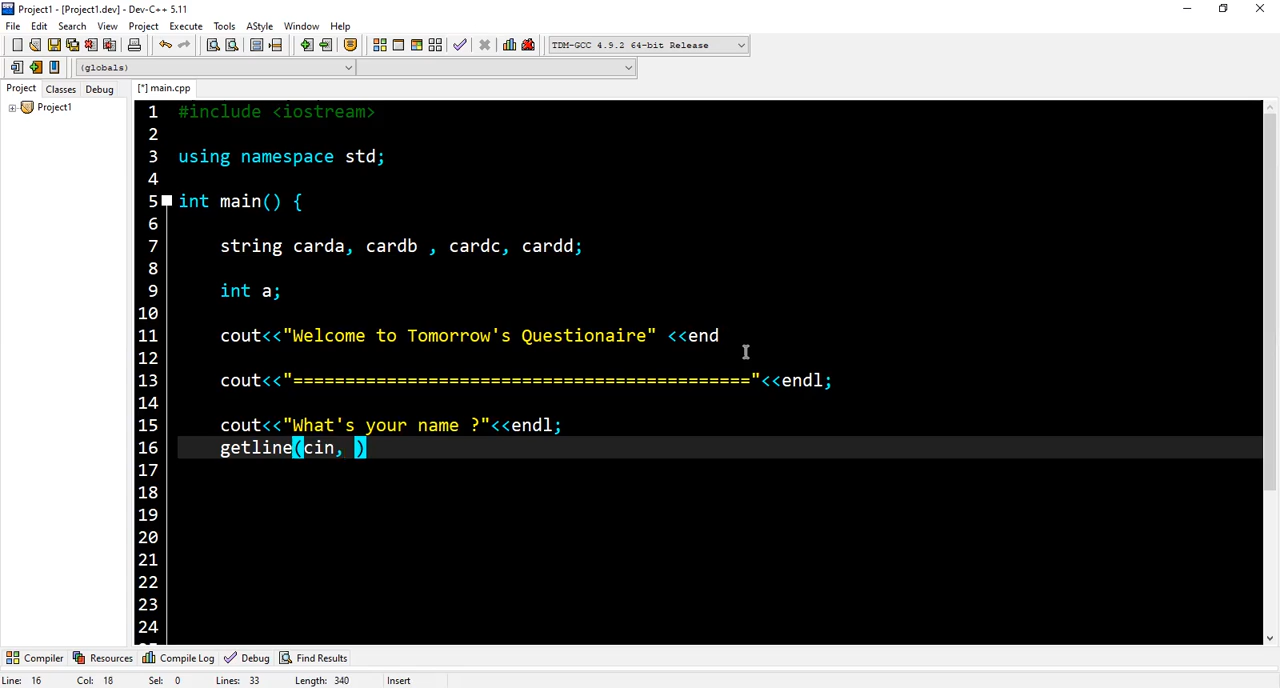 Project1 - [Project1.dev] - Dev-C++ 5.11
File Edit Search View Project Execute Tools AStyle Window Help
TDM-GCC 4.9.2 64-bit Release
(globals)
Project Classes Debug [*] main.cpp
Project1
1 #include <iostream>
2
3 using namespace std;
4
5 int main() {
6
7 string carda, cardb , cardc, cardd;
8
9 int a;
10
11 cout<<"Welcome to Tomorrow's Questionaire" <<end
12
13 cout<<"============================================"<<endl;
14
15 cout<<"What's your name ?"<<endl;
16 getline(cin, )
17
18
19
20
21
22
23
24
Compiler Resources Compile Log Debug Find Results
Line: 16 Col: 18 Sel: 0 Lines: 33 Length: 340 Insert